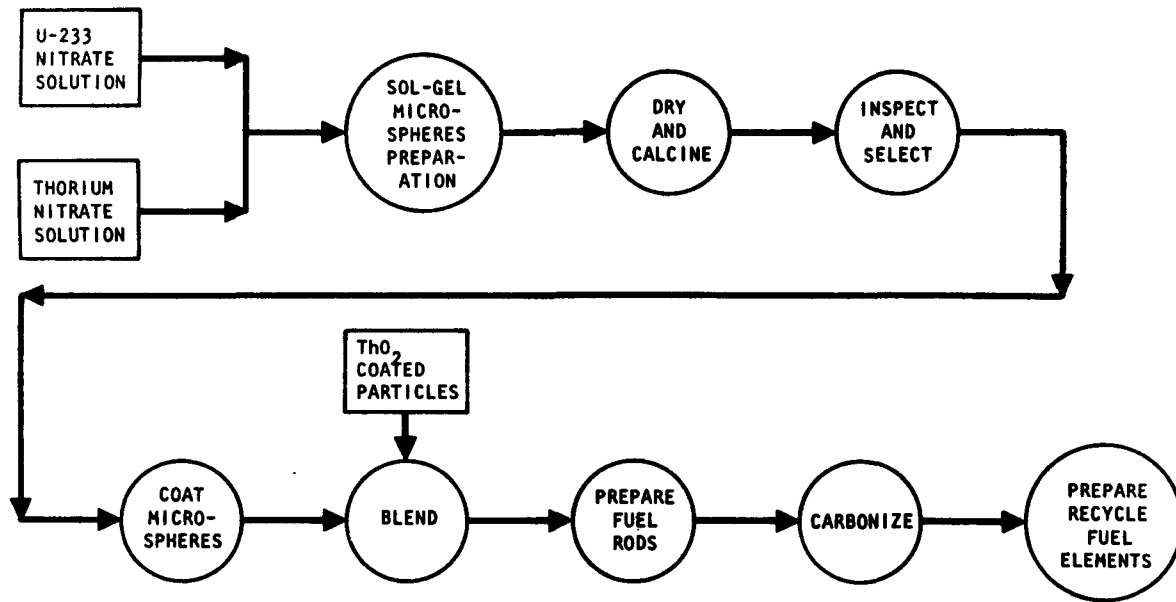 U-233
NITRATE
SOLUTION
THORIUM
NITRATE
SOLUTION
SOL-GEL
MICRO-
SPHERES
PREPAR-
ATION
DRY
AND
CALCINE
INSPECT
AND
SELECT
ThO2
COATED
PARTICLES
COAT
MICRO-
SPHERES
BLEND
PREPARE
FUEL
RODS
CARBONIZE
PREPARE
RECYCLE
FUEL
ELEMENTS